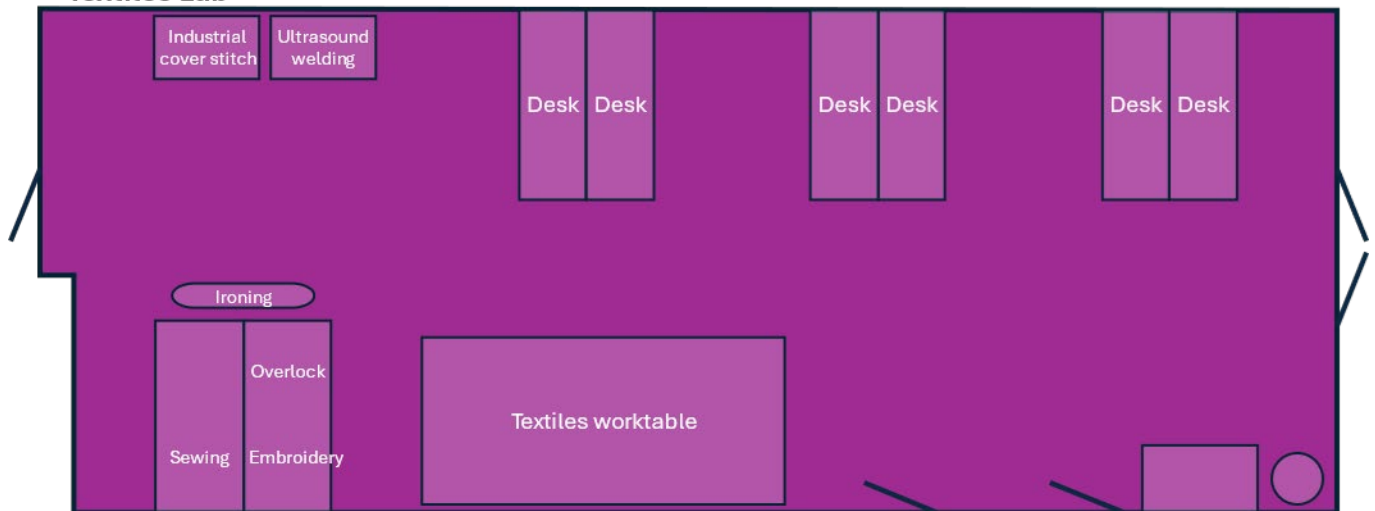 Industrial
cover stitch
Ultrasound
welding
Desk
Desk
Desk
Desk
Desk
Desk
Ironing
Overlock
Sewing
Embroidery
Textiles worktable